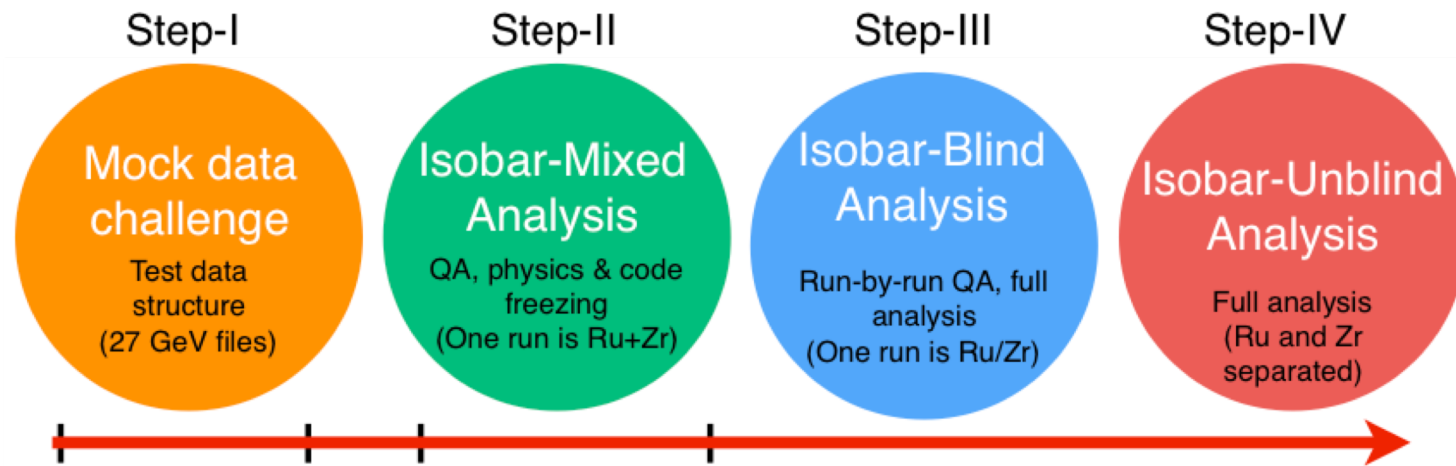 Step-I
Step-II
Step-III
Step-IV
Mock data
challenge
Test data
structure
(27 GeV files)
Isobar-Mixed
Analysis
QA, physics & code
freezing
(One run is Ru+Zr)
Isobar-Blind
Analysis
Run-by-run QA, full
analysis
(One run is Ru/Zr)
Isobar-Unblind
Analysis
Full analysis
(Ru and Zr
separated)